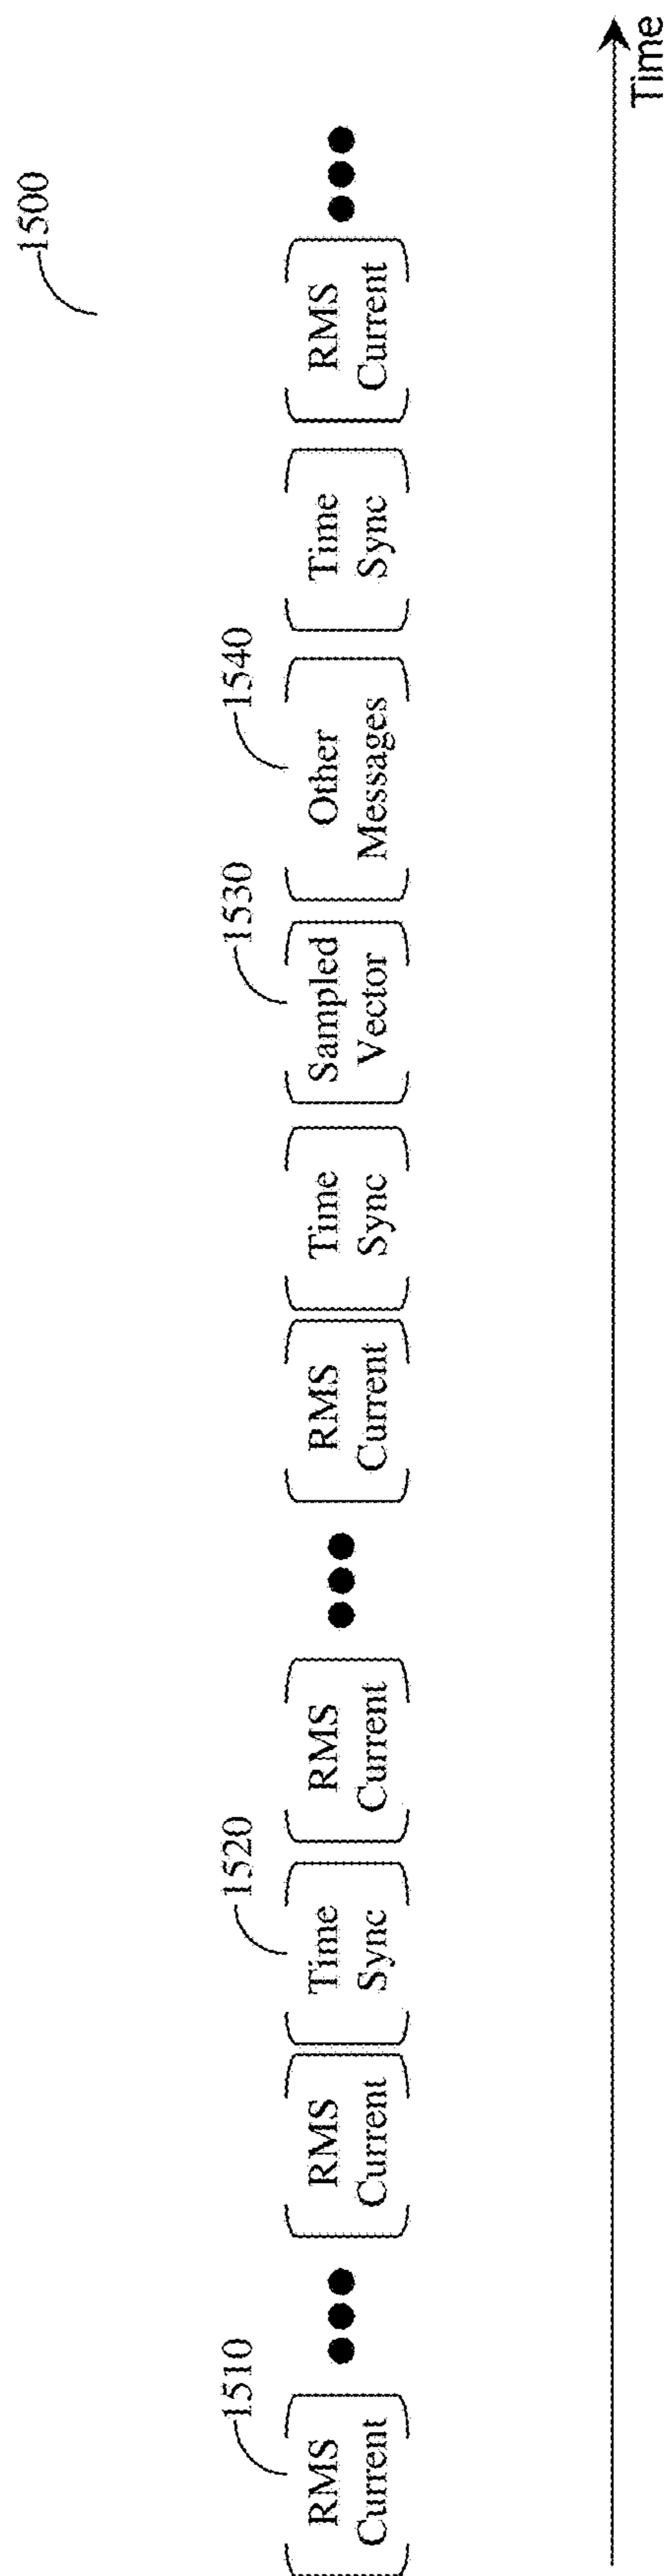 1500
1510
1520
1530
1540
RMS
Current
RMS
Current
Time
Sync
RMS
Current
RMS
Current
Time
Sync
Sampled
Vector
Other
Messages
Time
Sync
RMS
Current
Time